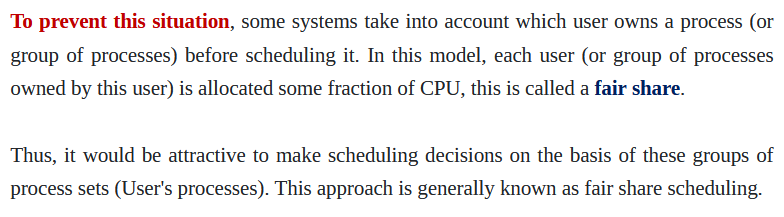 To prevent this situation, some systems take into account which user owns a process (or
group of processes) before scheduling it. In this model, each user (or group of processes
owned by this user) is allocated some fraction of CPU, this is called a fair share.
Thus, it would be attractive to make scheduling decisions on the basis of these groups of
process sets (User's processes). This approach is generally known as fair share scheduling.